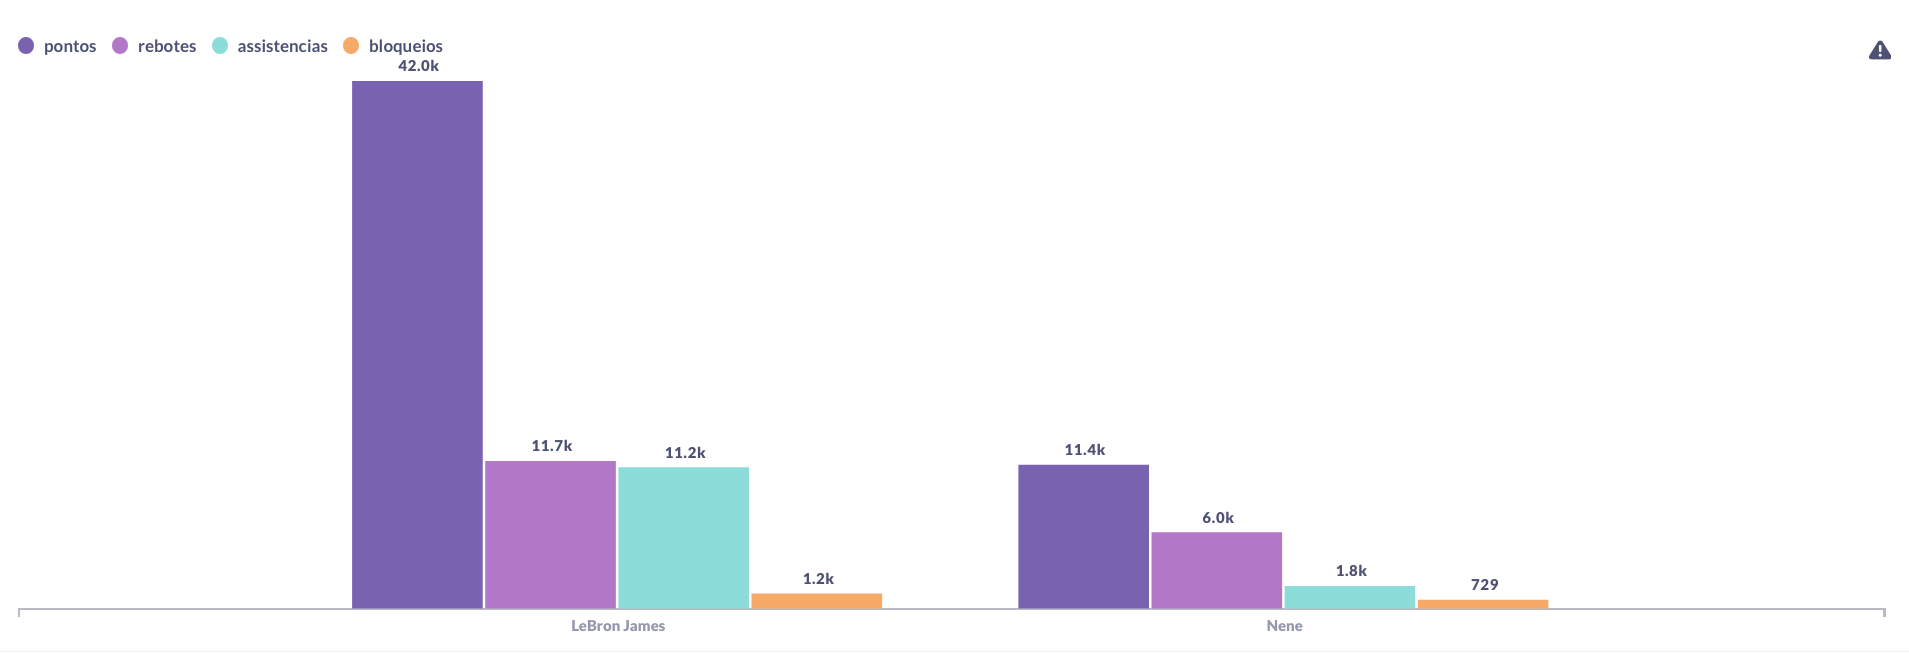 pontos rebotes assistencias bloqueios
42.0k
11.7k
11.2k
1.2k
11.4k
6.0k
1.8k
729
LeBron James
Nene